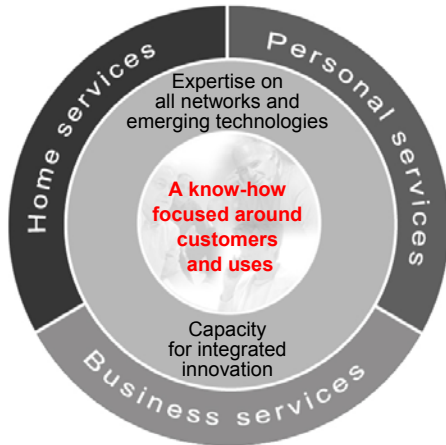 Home services
Personal services
Expertise on
all networks and
emerging technologies
A know-how
focused around
customers
and uses
Capacity
for integrated
innovation
Business services